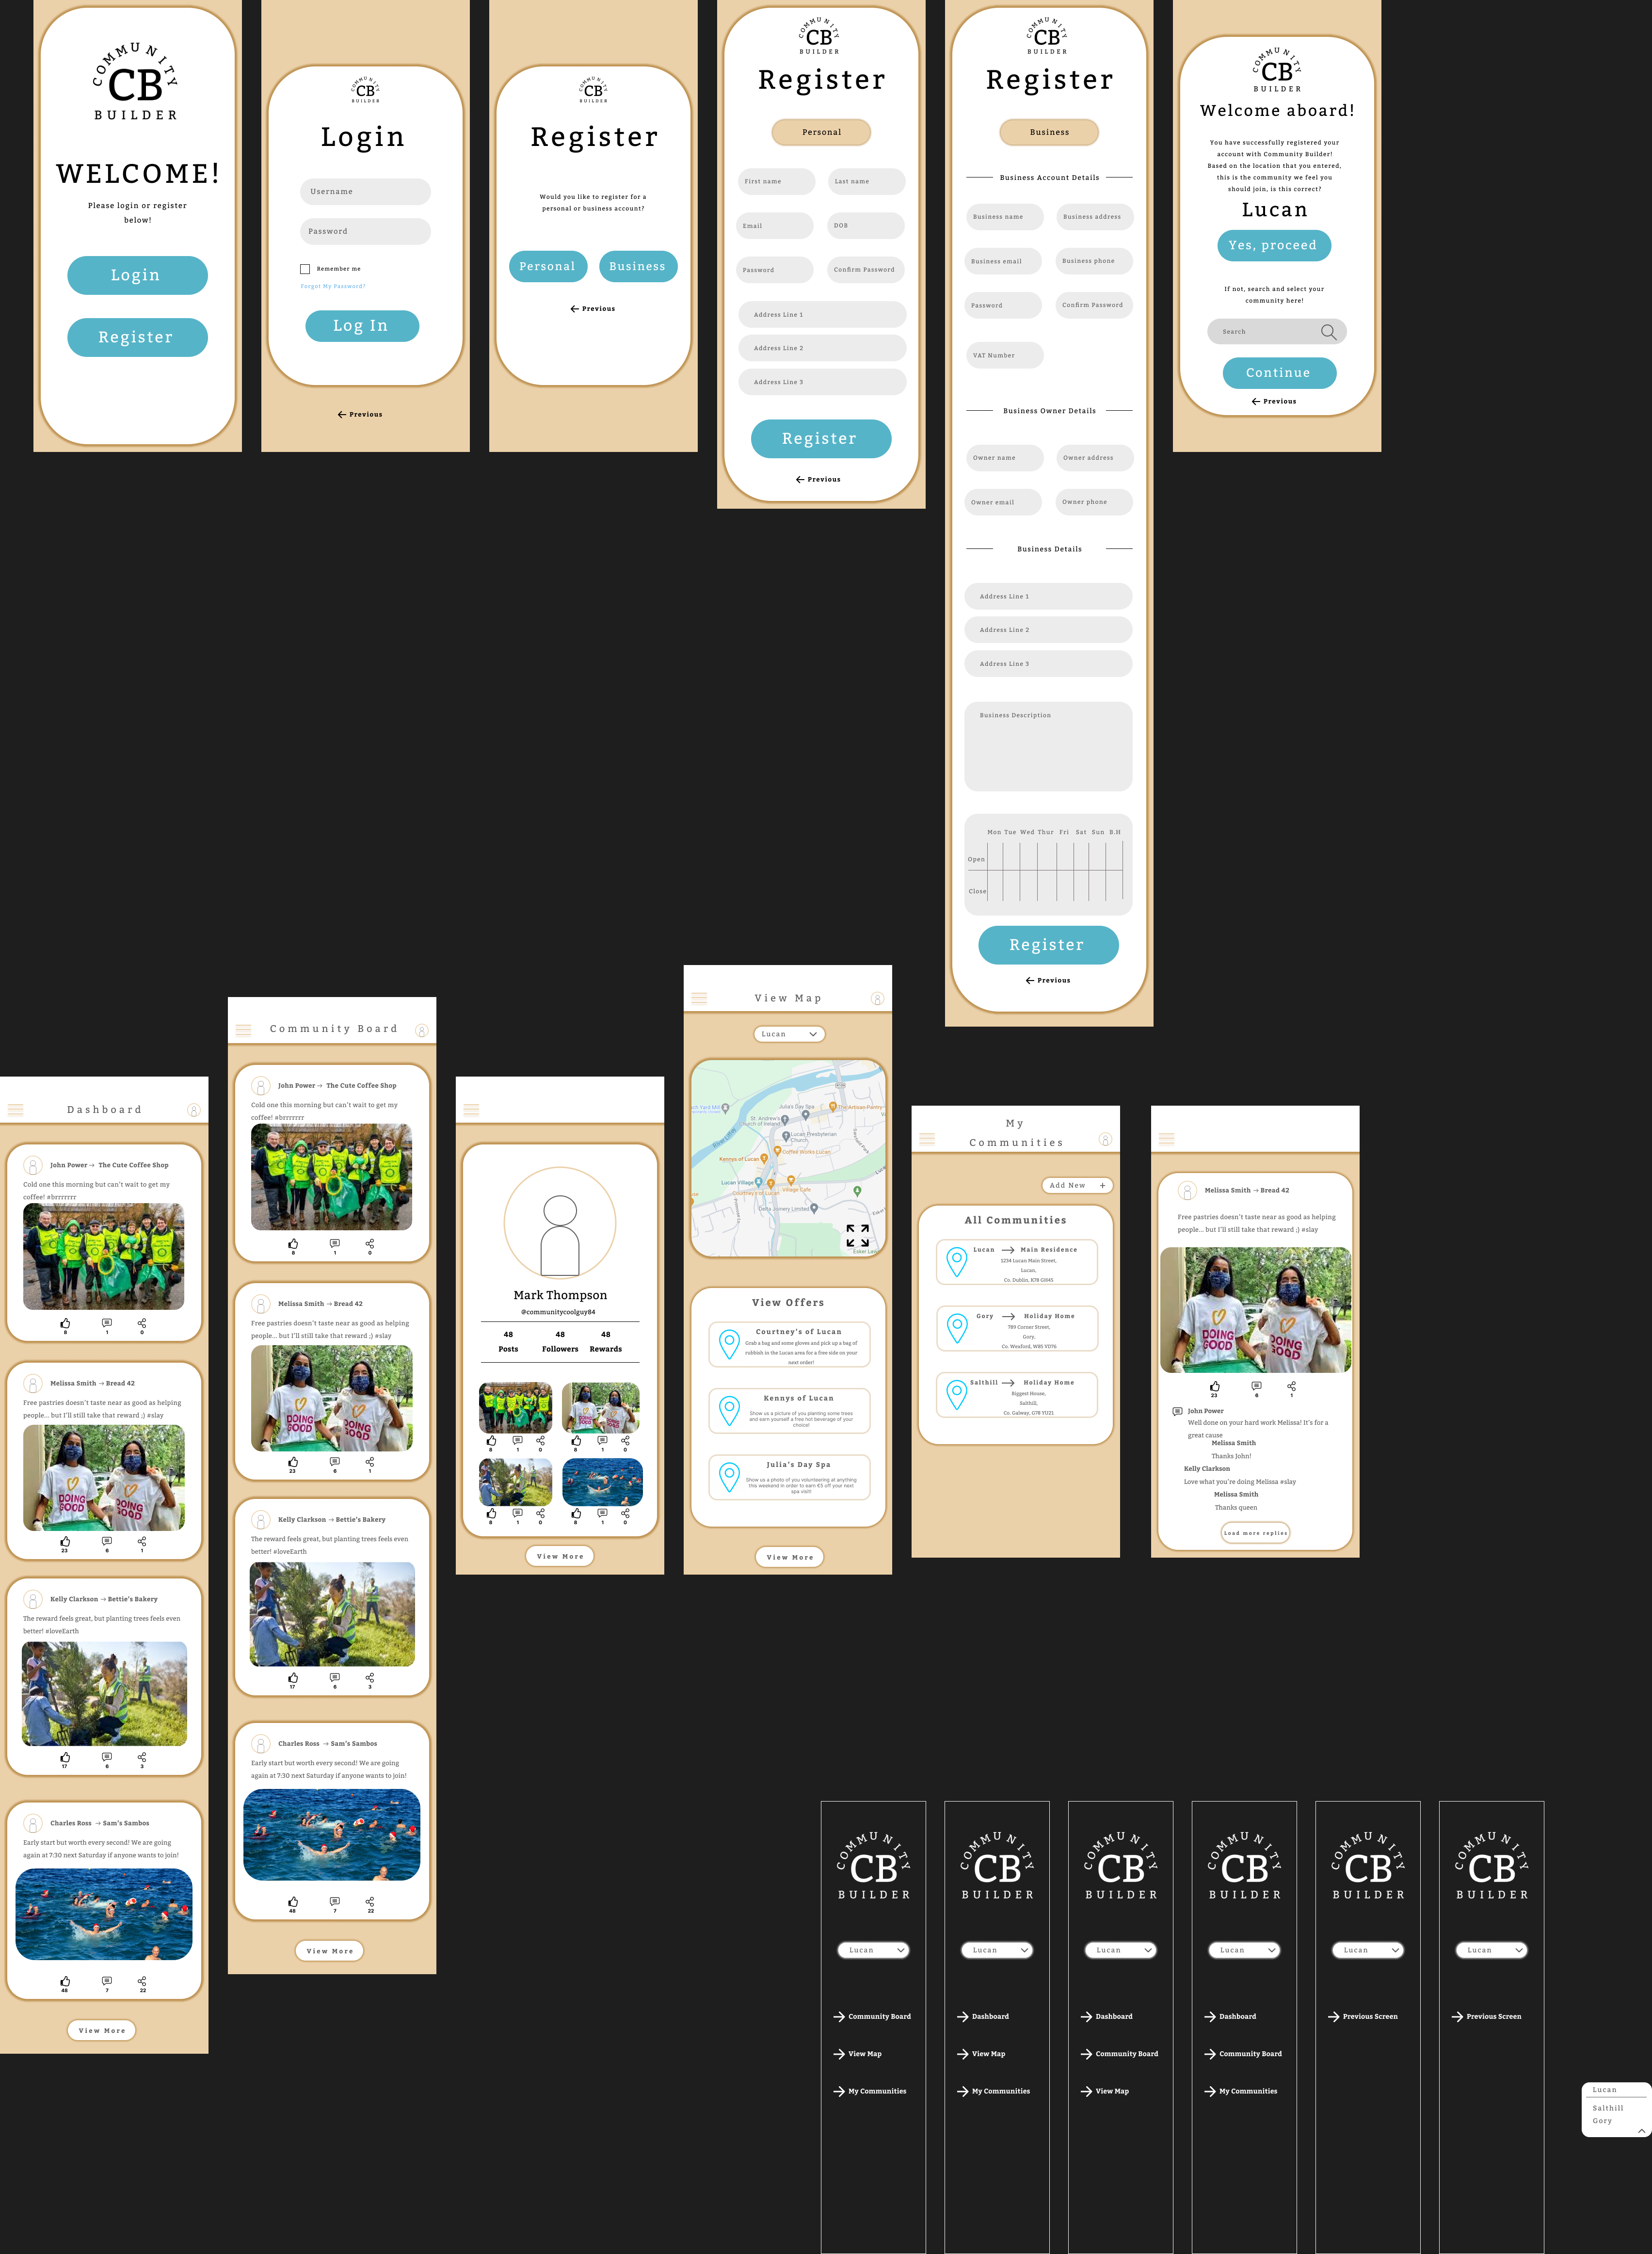 COMMUNITY
CB
BUILDER
WELCOME!
Please login or register
below!
Login
Register
COMMUNITY
CB
BUILDER
Login
Username
Password
Remember me
Forgot My Password?
Log In
Previous
COMMUNITY
CB
BUILDER
Register
Would you like to register for a
personal or business account?
Personal
Business
Previous
COMMUNITY
CB
BUILDER
Register
Personal
First name
Last name
Email
DOB
Password
Confirm Password
Address Line 1
Address Line 2
Address Line 3
Register
Previous
COMMUNITY
CB
BUILDER
Register
Business
Business Account Details
Business name
Business address
Business email
Business phone
Password
Confirm Password
VAT Number
Business Owner Details
Owner name
Owner address
Owner email
Owner phone
Business Details
Address Line 1
Address Line 2
Address Line 3
Business Description
Mon Tue Wed Thur Fri Sat Sun B.H
Open
Close
Register
Previous
COMMUNITY
CB
BUILDER
Welcome aboard!
You have successfully registered your
account with Community Builder!
Based on the location that you entered,
this is the community we feel you
should join, is this correct?
Lucan
Yes, proceed
If not, search and select your
community here!
Search
Continue
Previous
Dashboard
John Power → The Cute Coffee Shop
Cold one this morning but can't wait to get my
coffee! #brrrrrrr
8 1 0
Melissa Smith → Bread 42
Free pastries doesn't taste near as good as helping
people... but I'll still take that reward ;) #slay
DOING
GOOD
DOING
GOOD
23 6 1
Kelly Clarkson → Bettie's Bakery
The reward feels great, but planting trees feels even
better! #loveEarth
17 6 3
Charles Ross → Sam's Sambos
Early start but worth every second! We are going
again at 7:30 next Saturday if anyone wants to join!
48 7 22
View More
Community Board
John Power → The Cute Coffee Shop
Cold one this morning but can't wait to get my
coffee! #brrrrrrr
8 1 0
Melissa Smith → Bread 42
Free pastries doesn't taste near as good as helping
people... but I'll still take that reward ;) #slay
DOING
GOOD
DOING
GOOD
23 6 1
Kelly Clarkson → Bettie's Bakery
The reward feels great, but planting trees feels even
better! #loveEarth
17 6 3
Charles Ross → Sam's Sambos
Early start but worth every second! We are going
again at 7:30 next Saturday if anyone wants to join!
48 7 22
View More
Mark Thompson
@communitycoolguy84
48 48 48
Posts Followers Rewards
8 1 0
8 1 0
8 1 0
8 1 0
View More
View Map
Lucan
Julia's Day Spa
The Artisan Pantry
St. Andrew's
Church of Ireland
Lucan Presbyterian
Church
Coffee Works Lucan
Kennys of Lucan
Lucan Village
Village Cafe
Courtney's of Lucan
Delta Joinery Limited
View Offers
Courtney's of Lucan
Grab a bag and some gloves and pick up a bag of
rubbish in the Lucan area for a free side on your
next order!
Kennys of Lucan
Show us a picture of you planting some trees
and earn yourself a free hot beverage of your
choice!
Julia's Day Spa
Show us a photo of you volunteering at anything
this weekend in order to earn €5 off your next
spa visit!
View More
My
Communities
Add New +
All Communities
Lucan → Main Residence
1234 Lucan Main Street,
Lucan,
Co. Dublin, K78 GH45
Gory → Holiday Home
789 Corner Street,
Gory,
Co. Wexford, W85 VD76
Salthill → Holiday Home
Biggest House,
Salthill,
Co. Galway, G78 YU21
Melissa Smith → Bread 42
Free pastries doesn't taste near as good as helping
people... but I'll still take that reward ;) #slay
DOING
GOOD
DOING
GOOD
23 6 1
John Power
Well done on your hard work Melissa! It's for a
great cause
Melissa Smith
Thanks John!
Kelly Clarkson
Love what you're doing Melissa #slay
Melissa Smith
Thanks queen
Load more replies
COMMUNITY
CB
BUILDER
Lucan
Community Board
View Map
My Communities
COMMUNITY
CB
BUILDER
Lucan
Dashboard
View Map
My Communities
COMMUNITY
CB
BUILDER
Lucan
Dashboard
Community Board
View Map
COMMUNITY
CB
BUILDER
Lucan
Dashboard
Community Board
My Communities
COMMUNITY
CB
BUILDER
Lucan
Previous Screen
COMMUNITY
CB
BUILDER
Lucan
Previous Screen
Lucan
Salthill
Gory